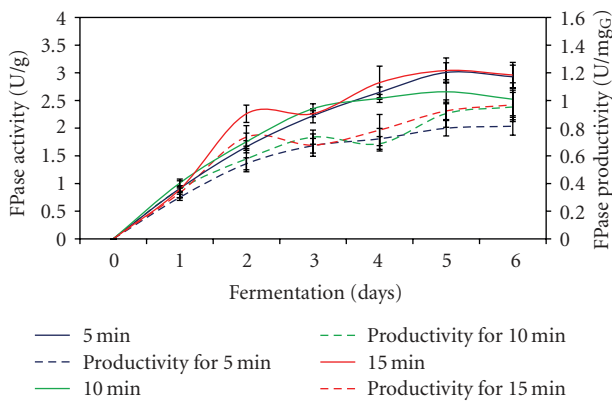 FPase activity (U/g)
4
3.5
3
2.5
2
1.5
1
0.5
0
FPase productivity (U/mgG)
1.6
1.4
1.2
1
0.8
0.6
0.4
0.2
0
0 1 2 3 4 5 6
Fermentation (days)
5 min
Productivity for 5 min
10 min
Productivity for 10 min
15 min
Productivity for 15 min